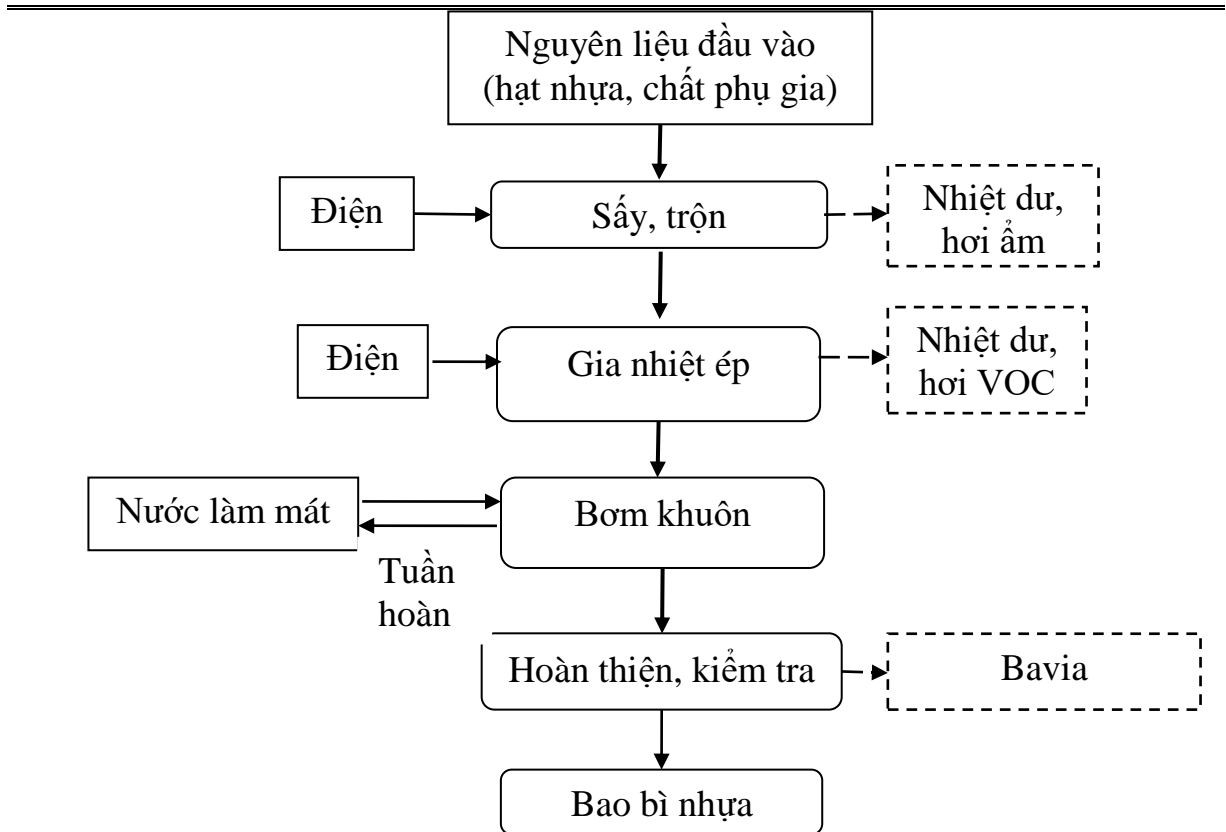 Nguyên liệu đầu vào
(hạt nhựa, chất phụ gia)
Điện
Sấy, trộn
Nhiệt dư,
hơi ẩm
Điện
Gia nhiệt ép
Nhiệt dư,
hơi VOC
Nước làm mát
Bơm khuôn
Tuần
hoàn
Hoàn thiện, kiểm tra
Bavia
Bao bì nhựa